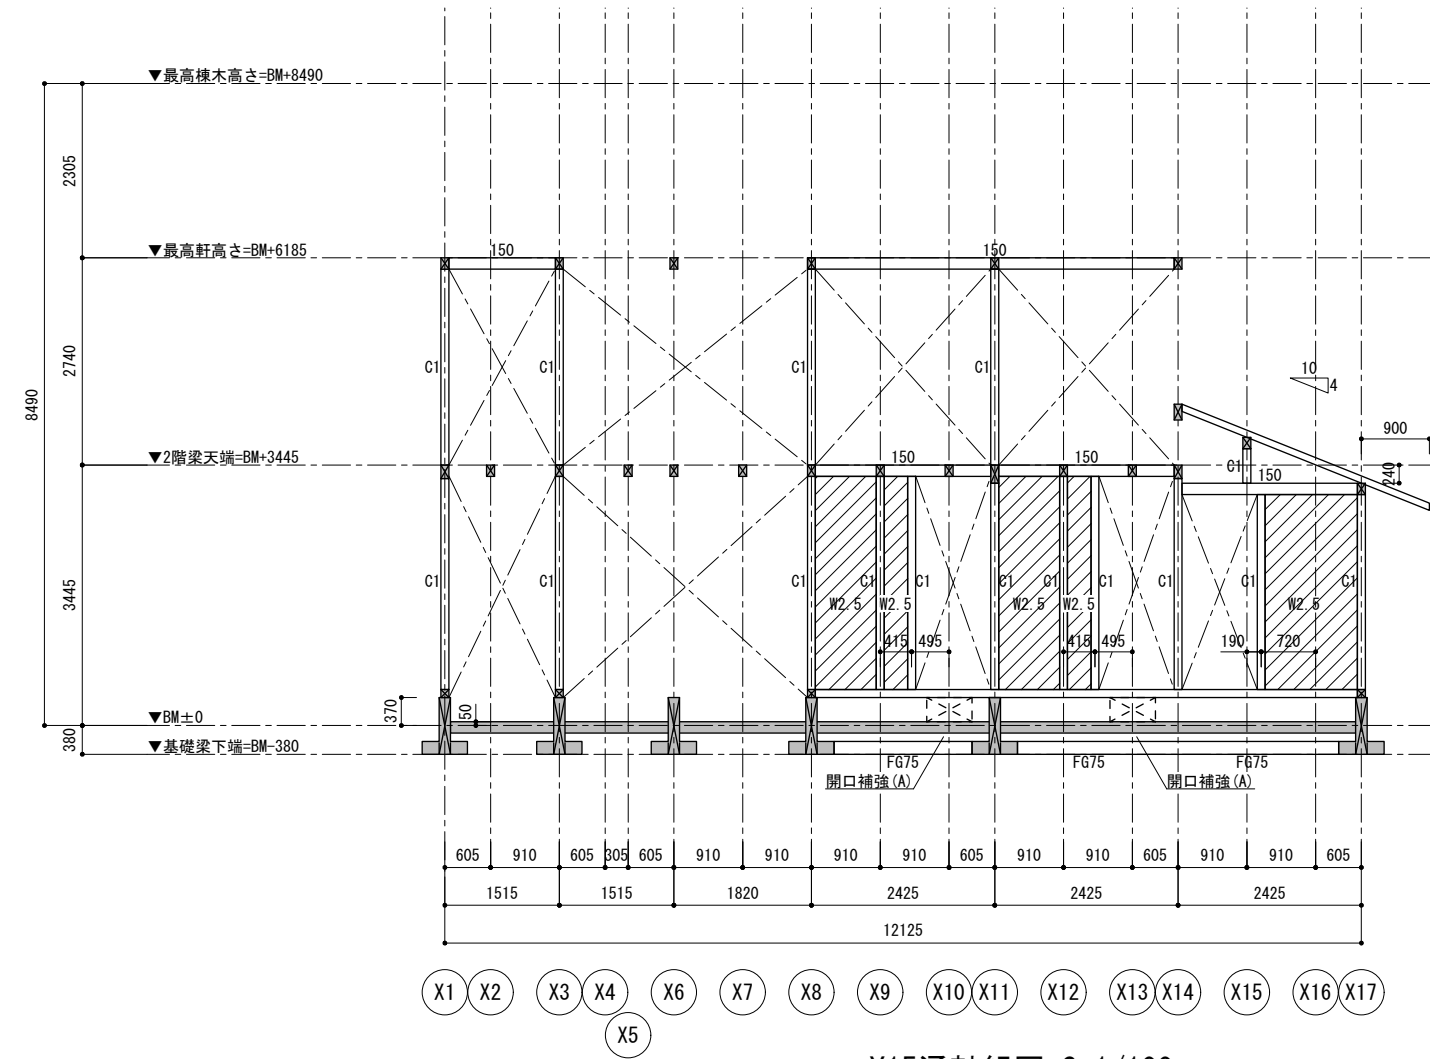 ▼最高棟木高さ=BM+8490
2305
▼最高軒高さ=BM+6185
150
150
2740
8490
C1
C1
C1
C1
10
4
900
▼2階梁天端=BM+3445
150
150
C1
150
240
3445
C1
C1
C1
C1
C1
C1
C1
C1
C1
C1
C1
W2.5
W2.5
W2.5
W2.5
W2.5
415
495
415
495
190
720
370
50
▼BM±0
380
▼基礎梁下端=BM-380
FG75
FG75
FG75
開口補強(A)
開口補強(A)
605
910
605
305
605
910
910
910
910
605
910
910
605
910
910
605
1515
1515
1820
2425
2425
2425
12125
X1
X2
X3
X4
X6
X7
X8
X9
X10
X11
X12
X13
X14
X15
X16
X17
X5